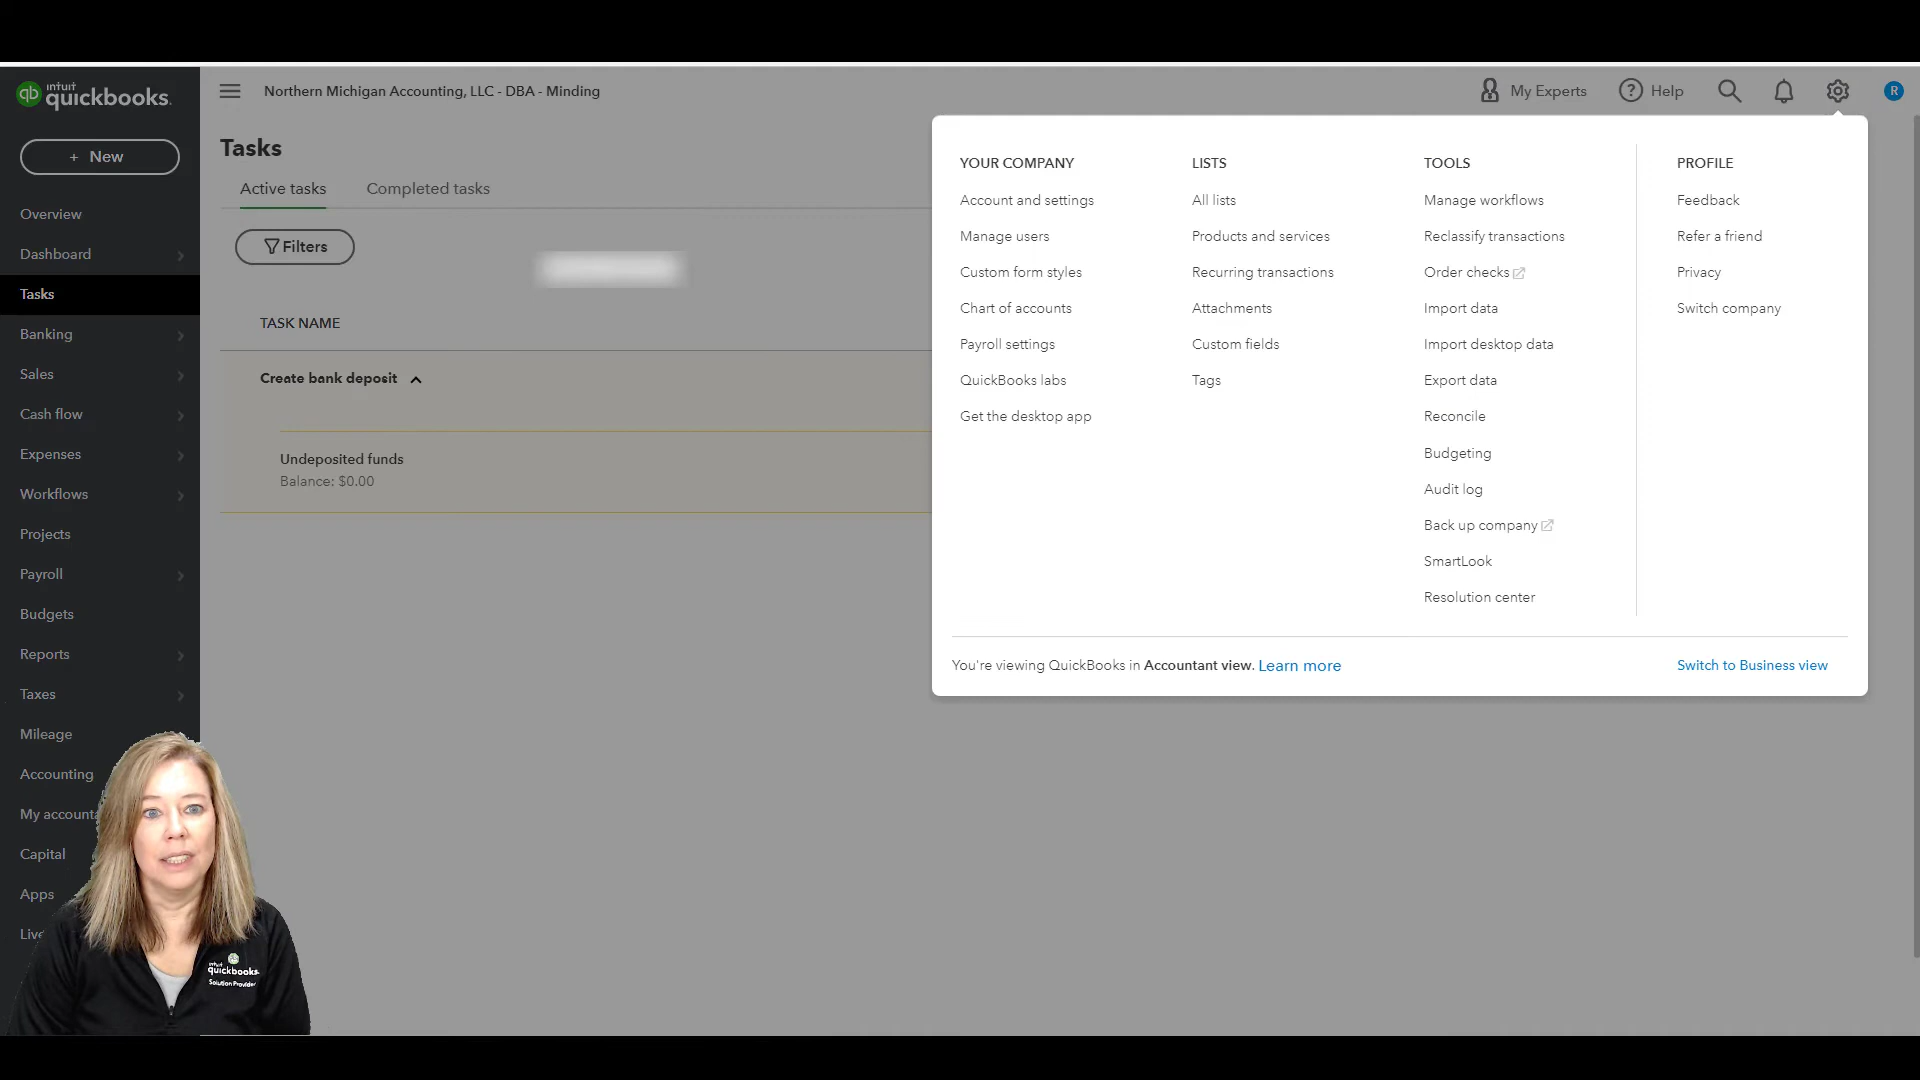 intuit
quickbooks.
Northern Michigan Accounting, LLC - DBA - Minding
My Experts
Help
R
+ New
Overview
Dashboard
Tasks
Banking
Sales
Cash flow
Expenses
Workflows
Projects
Payroll
Budgets
Reports
Taxes
Mileage
Accounting
My accounta
Capital
Apps
Live
Tasks
Active tasks
Completed tasks
Filters
TASK NAME
Create bank deposit
Undeposited funds
Balance: $0.00
YOUR COMPANY
Account and settings
Manage users
Custom form styles
Chart of accounts
Payroll settings
QuickBooks labs
Get the desktop app
LISTS
All lists
Products and services
Recurring transactions
Attachments
Custom fields
Tags
TOOLS
Manage workflows
Reclassify transactions
Order checks
Import data
Import desktop data
Export data
Reconcile
Budgeting
Audit log
Back up company
SmartLook
Resolution center
PROFILE
Feedback
Refer a friend
Privacy
Switch company
You're viewing QuickBooks in Accountant view. Learn more
Switch to Business view
intuit
quickbooks.
Solution Provider